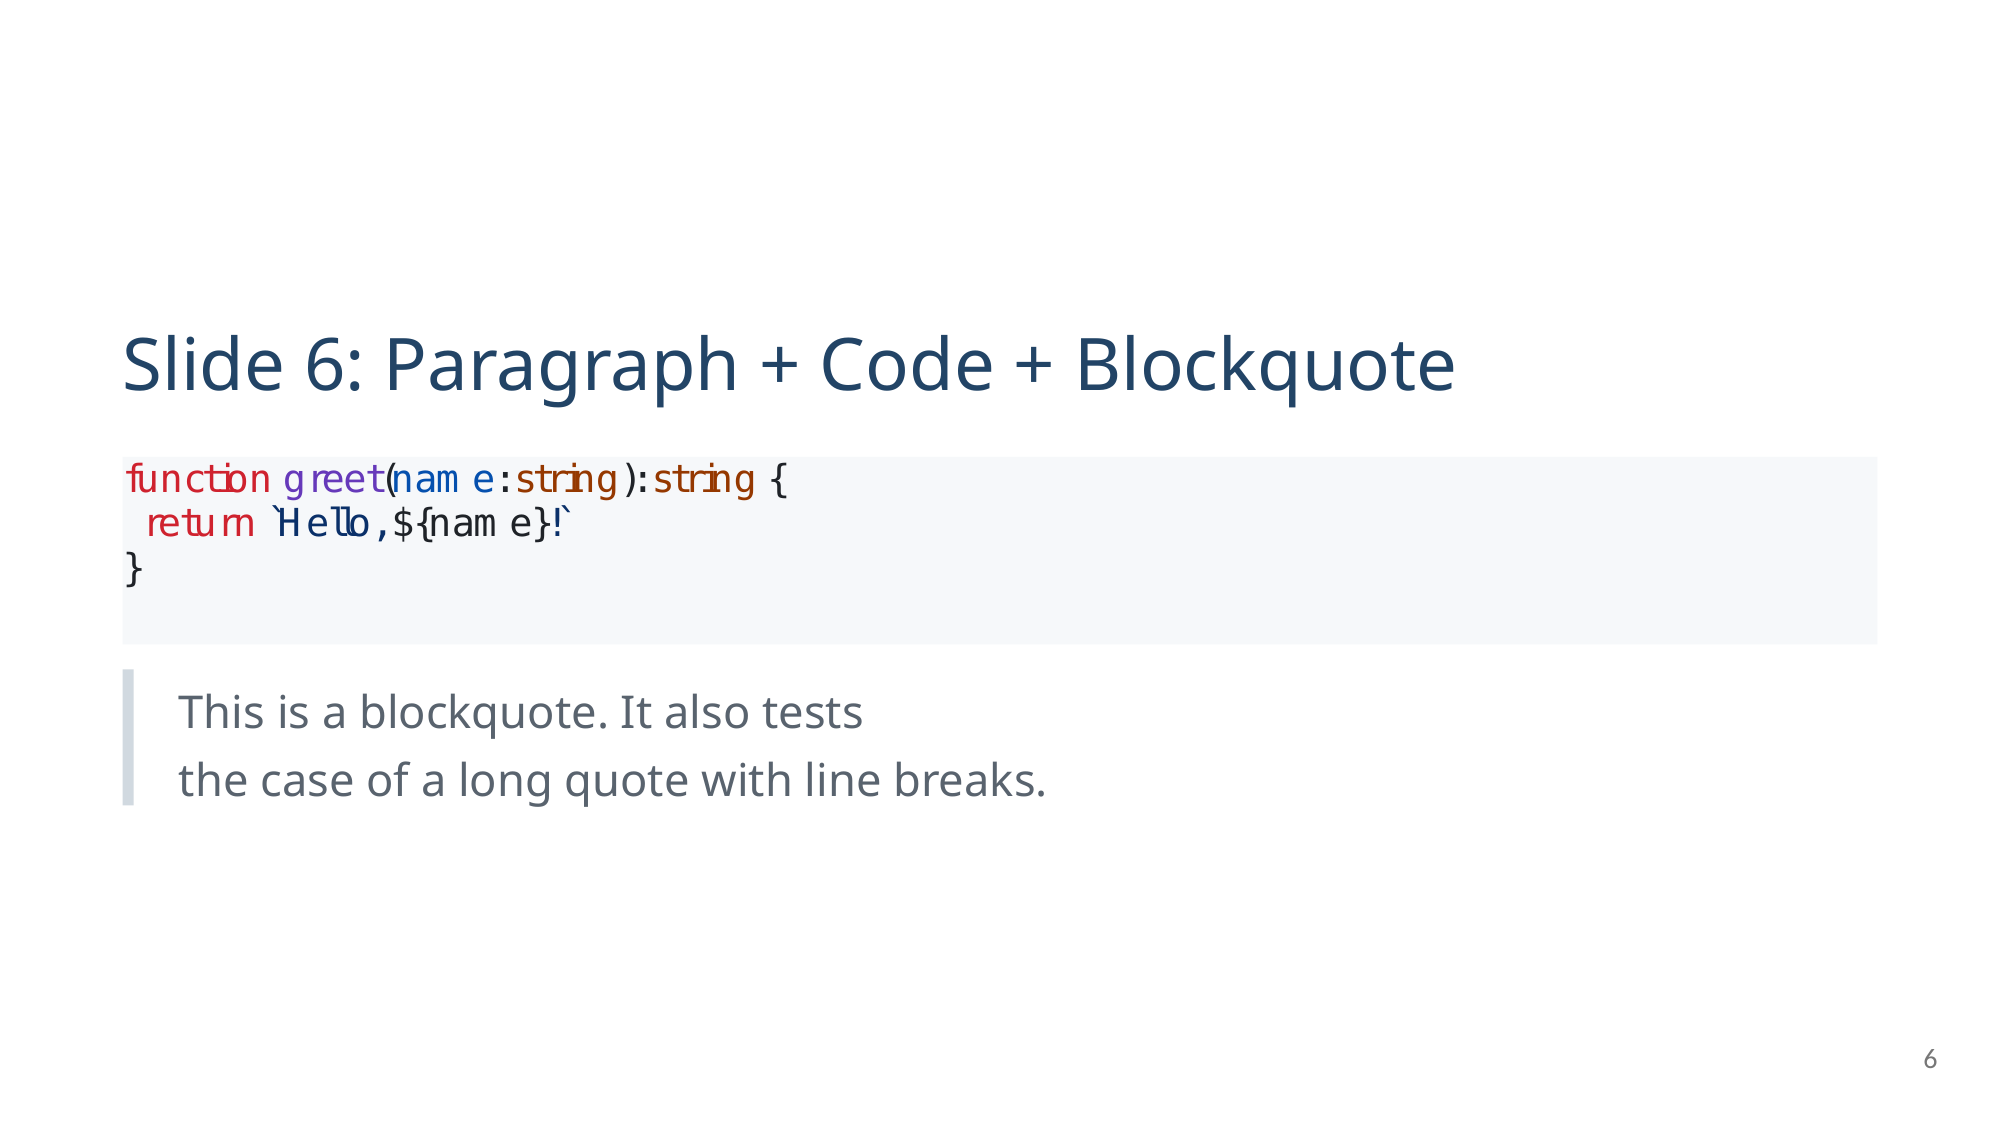 Slide 6: Paragraph + Code + Blockquote
function greet(name: string): string {
  return `Hello, ${name}!`
}
This is a blockquote. It also tests
the case of a long quote with line breaks.
6